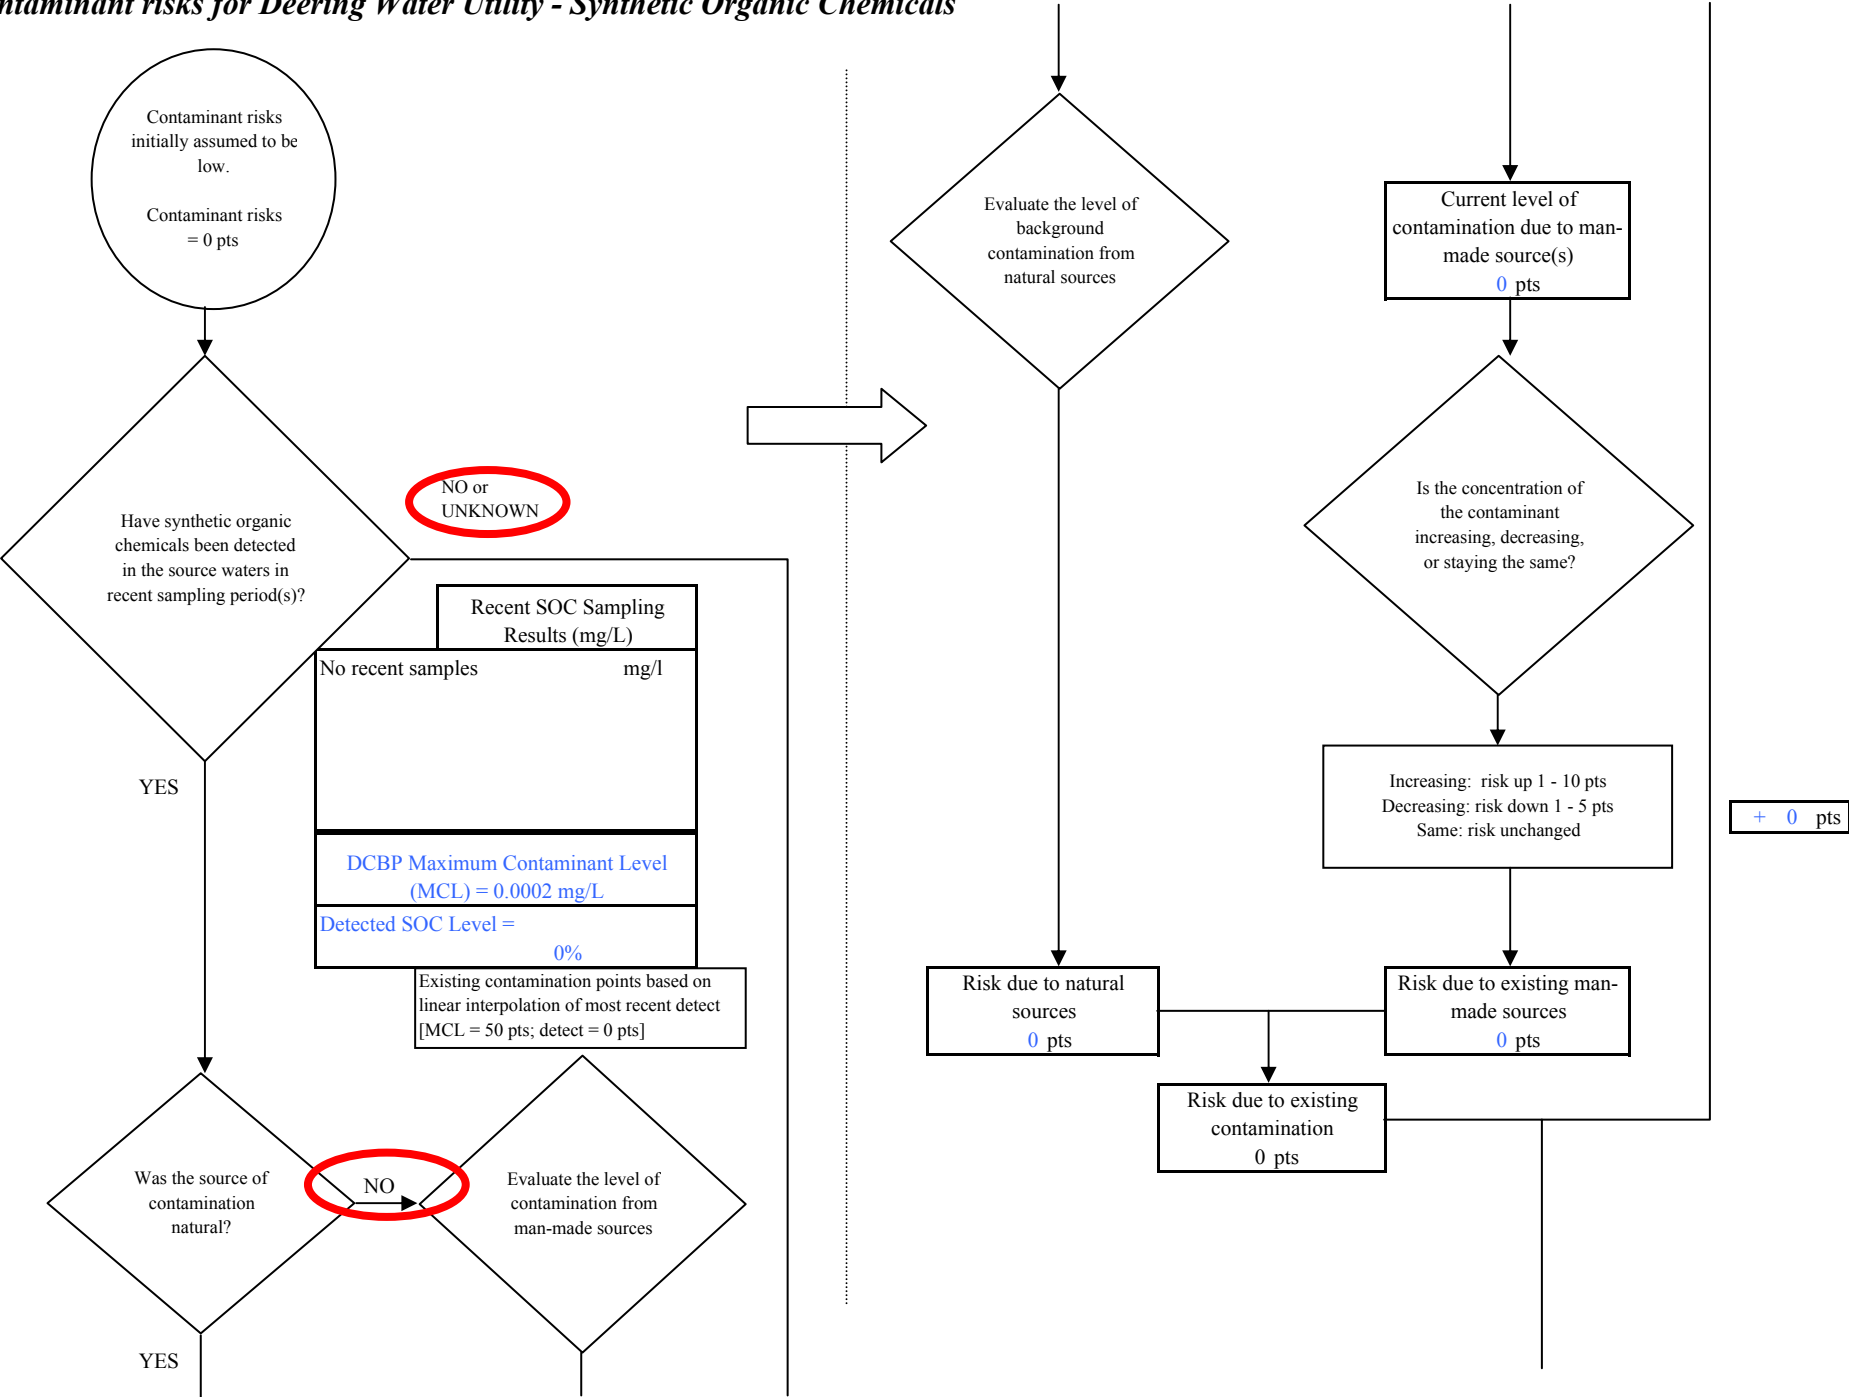 ntaminant risks for Deering Water Utility - Synthetic Organic Chemicals
Contaminant risks
initially assumed to be
low.
Contaminant risks
= 0 pts
Have synthetic organic
chemicals been detected
in the source waters in
recent sampling period(s)?
NO or
UNKNOWN
Recent SOC Sampling
Results (mg/L)
No recent samples mg/l
DCBP Maximum Contaminant Level
(MCL) = 0.0002 mg/L
Detected SOC Level =
0%
Existing contamination points based on
linear interpolation of most recent detect
[MCL = 50 pts; detect = 0 pts]
YES
Was the source of
contamination
natural?
NO
Evaluate the level of
contamination from
man-made sources
YES
Evaluate the level of
background
contamination from
natural sources
Current level of
contamination due to man-
made source(s)
0 pts
Is the concentration of
the contaminant
increasing, decreasing,
or staying the same?
Increasing: risk up 1 - 10 pts
Decreasing: risk down 1 - 5 pts
Same: risk unchanged
+ 0 pts
Risk due to natural
sources
0 pts
Risk due to existing man-
made sources
0 pts
Risk due to existing
contamination
0 pts